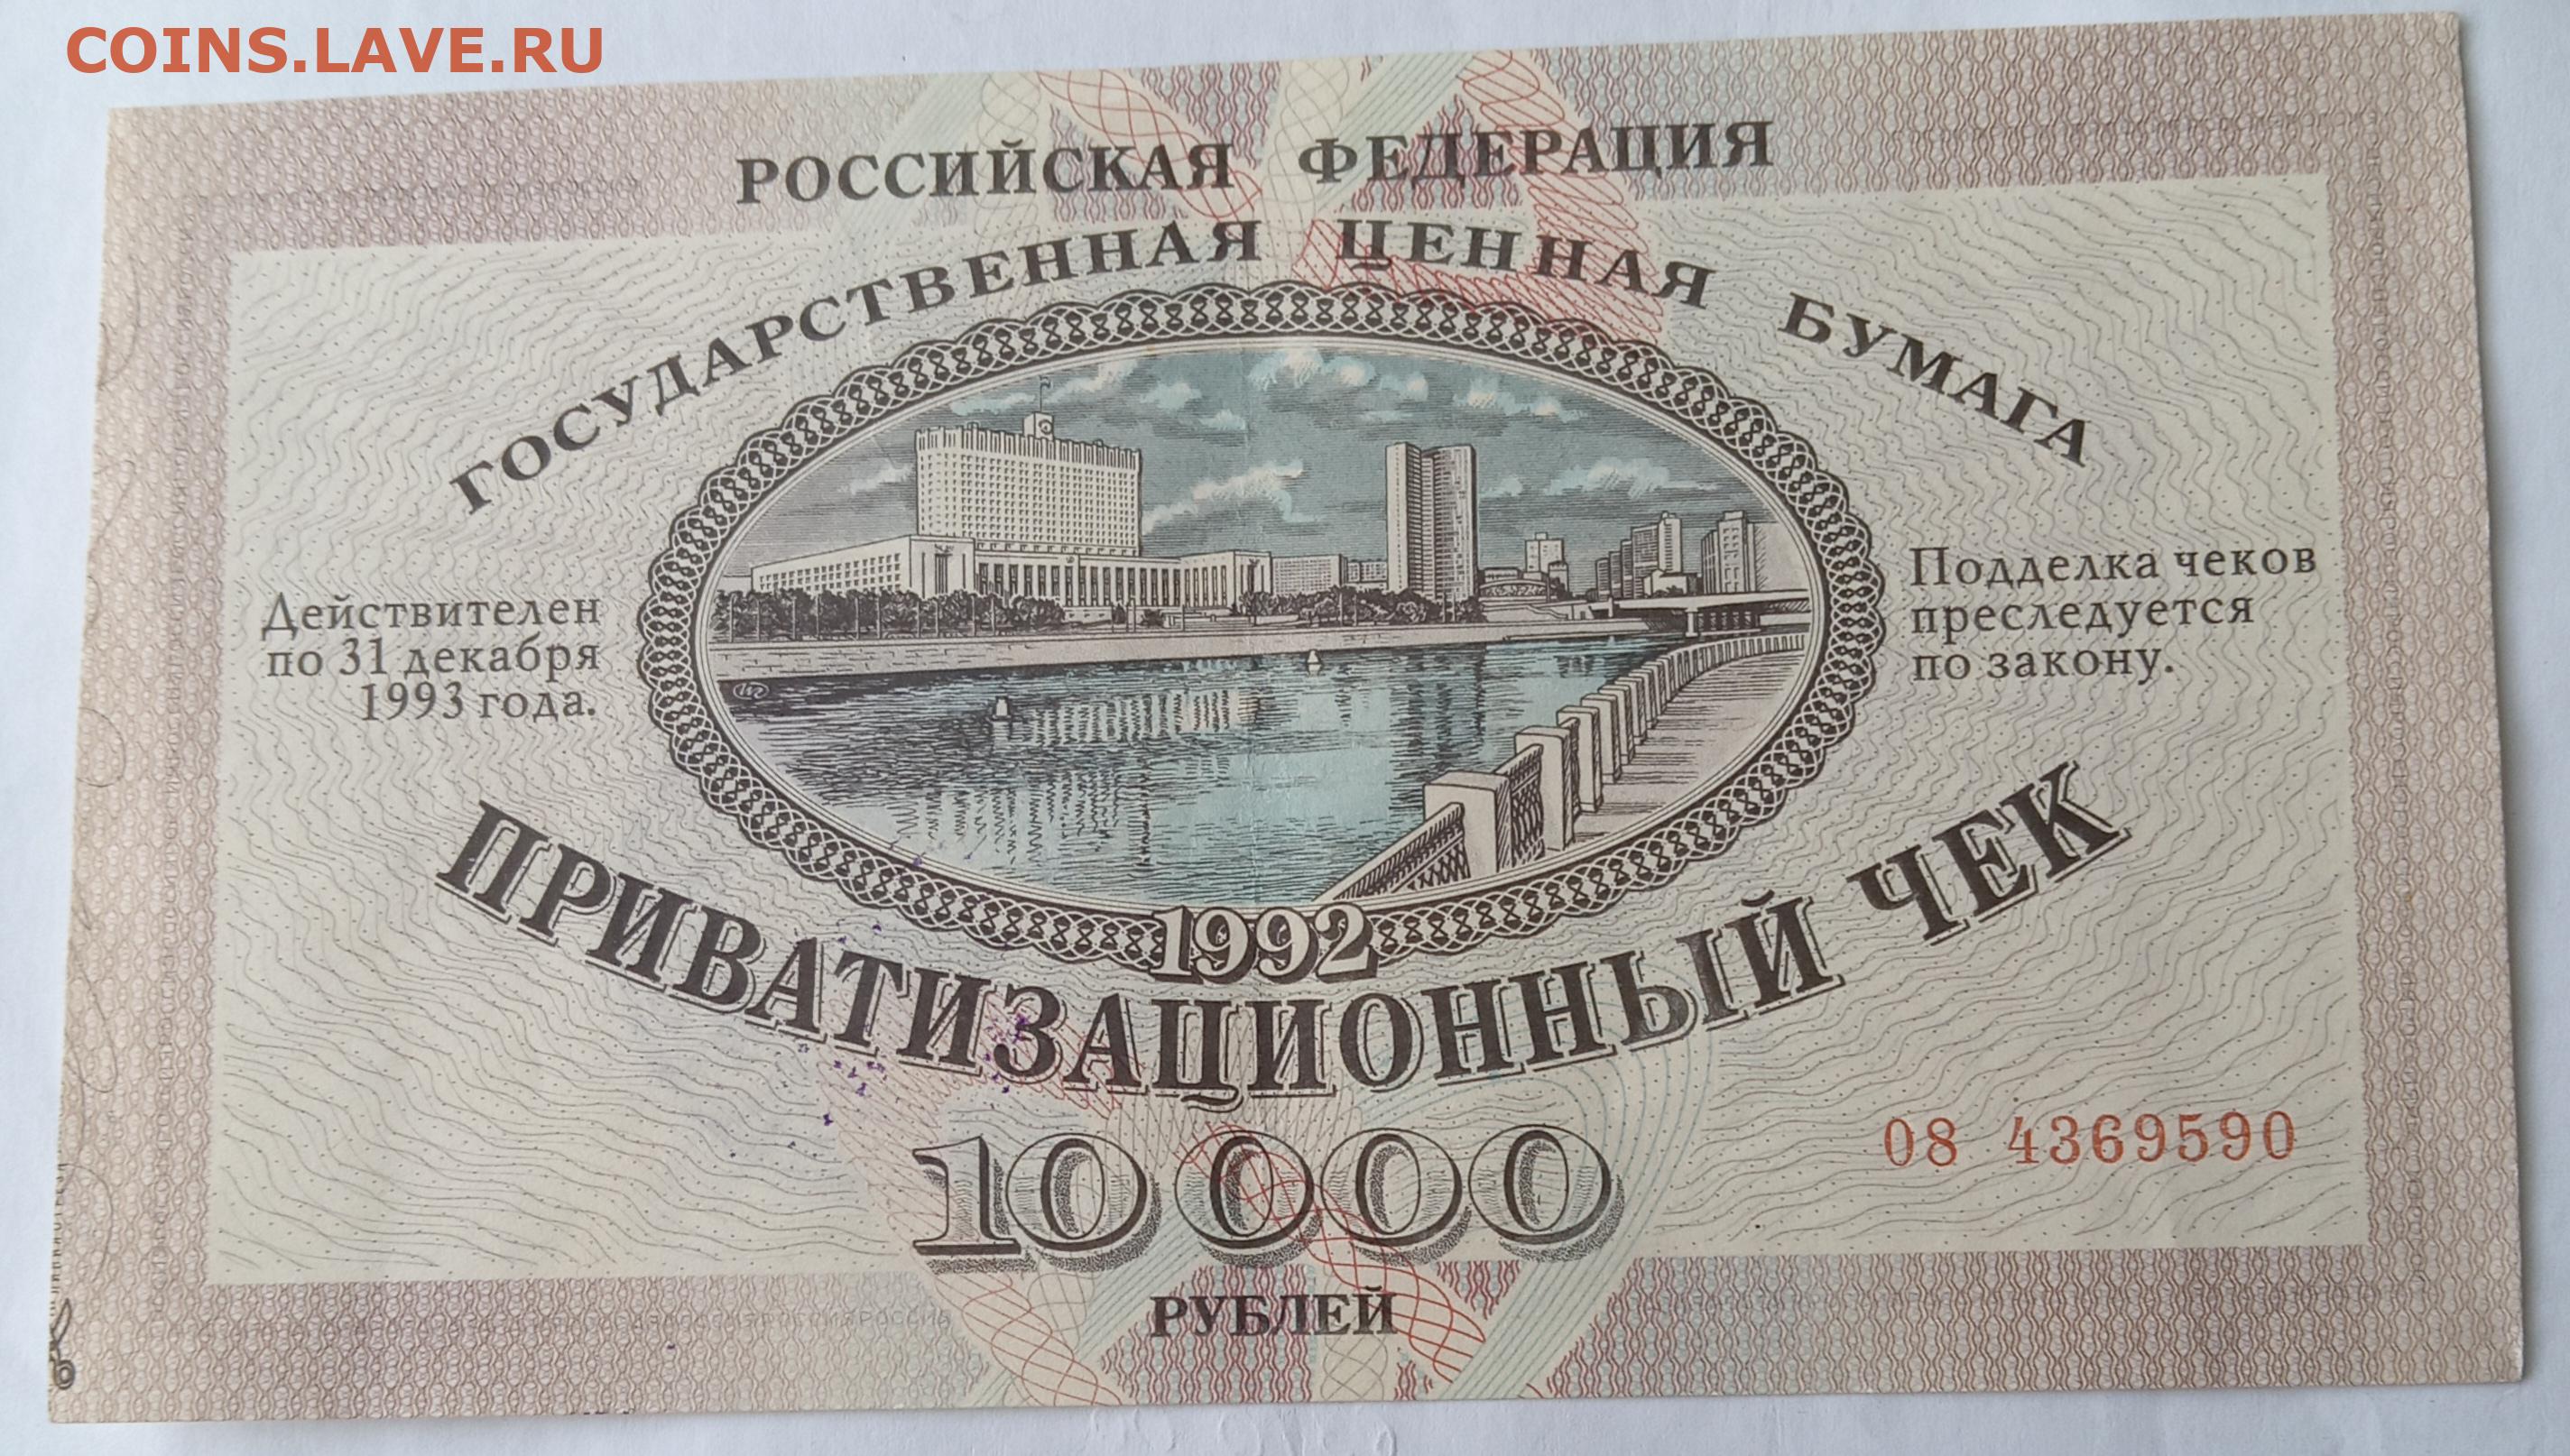 COINS.LAVE.RU
РОССИЙСКАЯ ФЕДЕРАЦИЯ
ГОСУДАРСТВЕННАЯ ЦЕННАЯ БУМАГА
Действителен
по 31 декабря
1993 года.
Подделка чеков
преследуется
по закону.
1992
ПРИВАТИЗАЦИОННЫЙ ЧЕК
08 4369590
10 000
РУБЛЕЙ